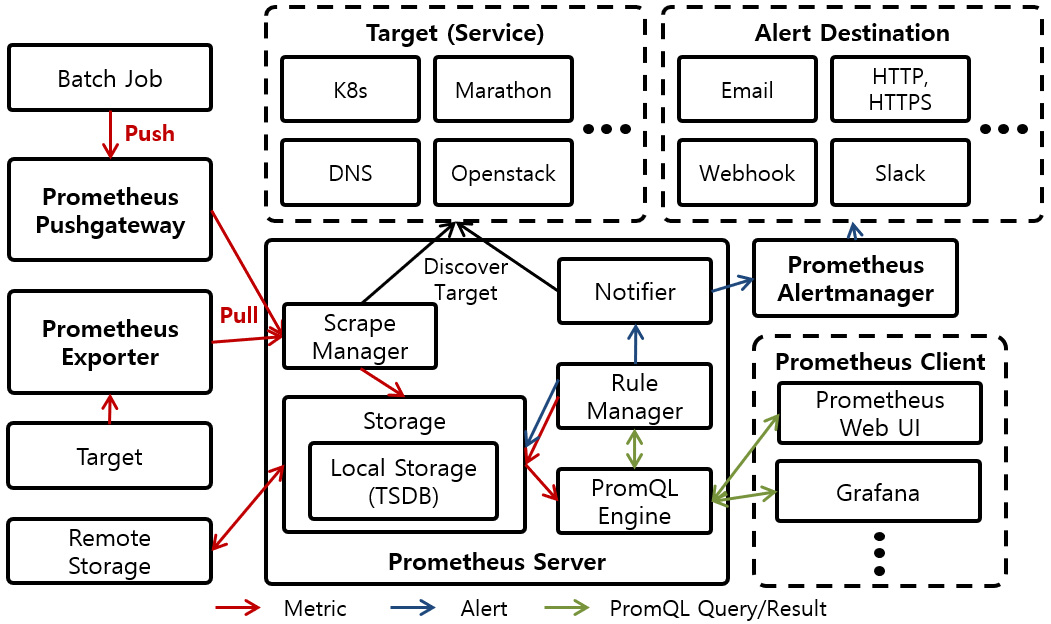 Target (Service)
K8s
Marathon
DNS
Openstack
Alert Destination
Email
HTTP,
HTTPS
Webhook
Slack
Batch Job
Push
Prometheus
Pushgateway
Prometheus
Exporter
Pull
Target
Remote
Storage
Discover
Target
Scrape
Manager
Notifier
Rule
Manager
Storage
Local Storage
(TSDB)
PromQL
Engine
Prometheus Server
Prometheus
Alertmanager
Prometheus Client
Prometheus
Web UI
Grafana
Metric
Alert
PromQL Query/Result